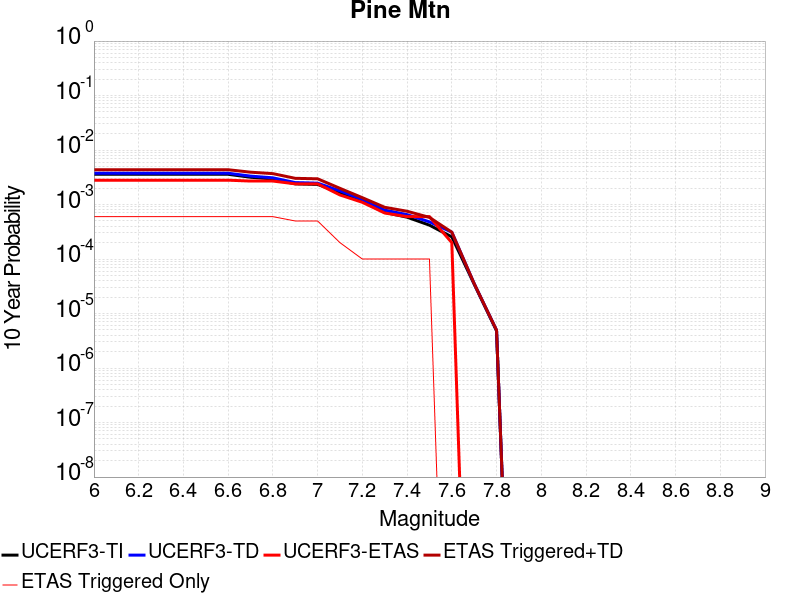 Pine Mtn
10 0
10 -1
10 -2
10 -3
10 -4
10 -5
10 -6
10 -7
10 -8
10 Year Probability
6 6.2 6.4 6.6 6.8 7 7.2 7.4 7.6 7.8 8 8.2 8.4 8.6 8.8 9
Magnitude
UCERF3-TI UCERF3-TD UCERF3-ETAS ETAS Triggered+TD
ETAS Triggered Only